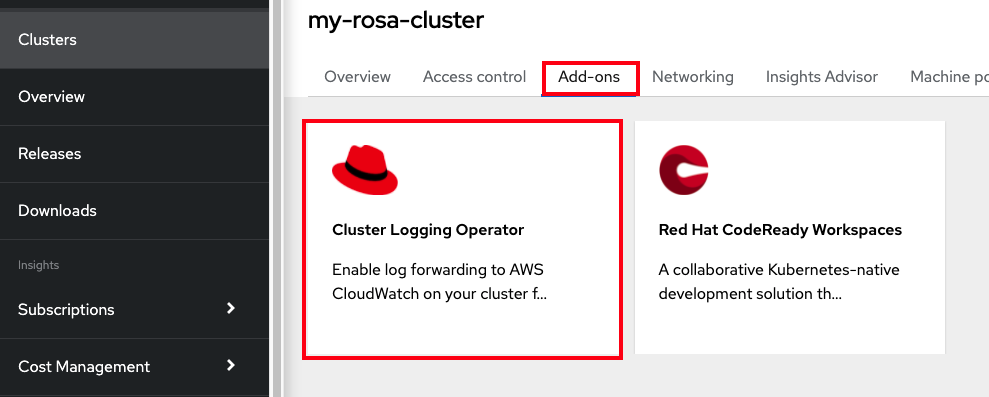 Clusters
Overview
Releases
Downloads
Insights
Subscriptions
Cost Management
my-rosa-cluster
Overview Access control Add-ons Networking Insights Advisor Machine po
Cluster Logging Operator
Enable log forwarding to AWS
CloudWatch on your cluster f...
Red Hat CodeReady Workspaces
A collaborative Kubernetes-native
development solution th...